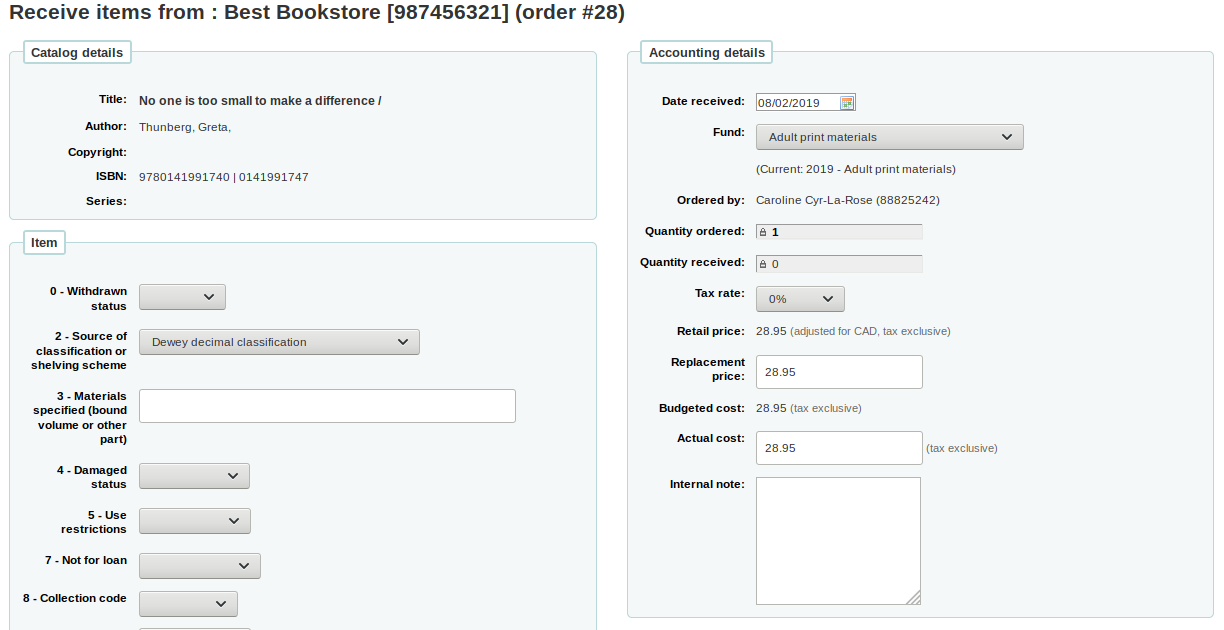 Receive items from : Best Bookstore [987456321] (order #28)
Catalog details
Title: No one is too small to make a difference /
Author: Thunberg, Greta,
Copyright:
ISBN: 9780141991740 | 0141991747
Series:
Item
0 - Withdrawn
status
2 - Source of
classification or
shelving scheme
Dewey decimal classification
3 - Materials
specified (bound
volume or other
part)
4 - Damaged
status
5 - Use
restrictions
7 - Not for loan
8 - Collection code
Accounting details
Date received: 08/02/2019
Fund: Adult print materials
(Current: 2019 - Adult print materials)
Ordered by: Caroline Cyr-La-Rose (88825242)
Quantity ordered: 1
Quantity received: 0
Tax rate: 0%
Retail price: 28.95 (adjusted for CAD, tax exclusive)
Replacement
price:
28.95
Budgeted cost: 28.95 (tax exclusive)
Actual cost: 28.95 (tax exclusive)
Internal note: